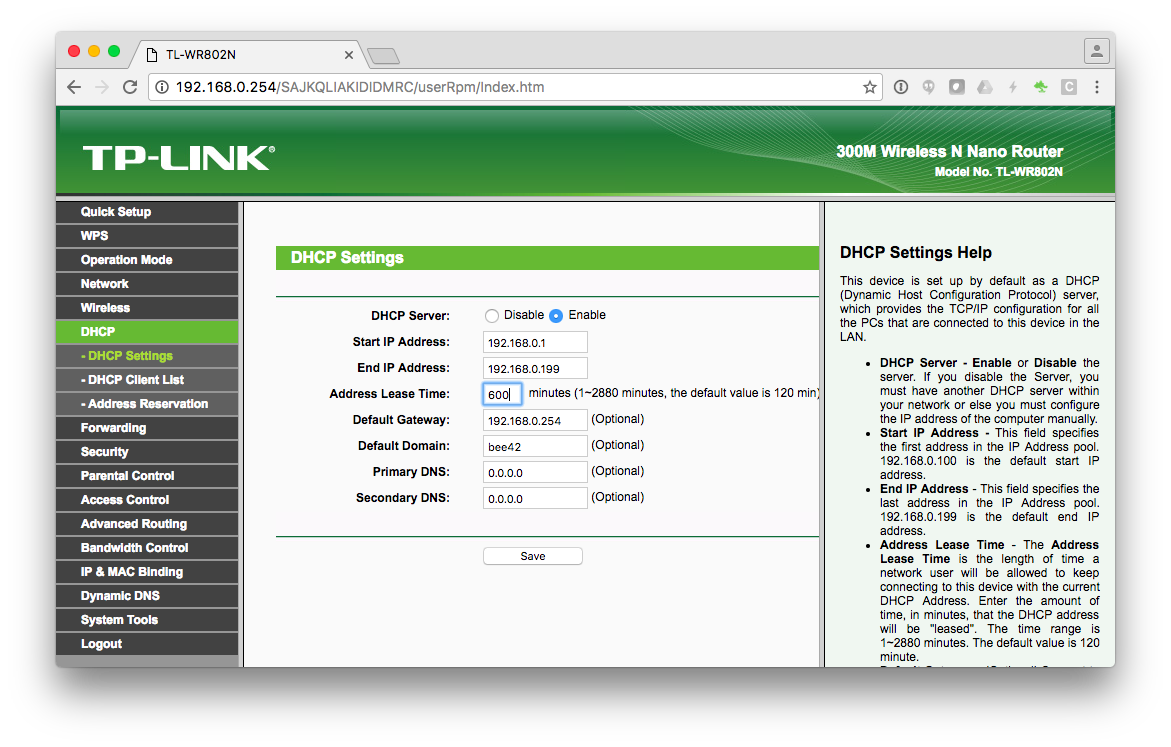 TL-WR802N
192.168.0.254/SAJKQLIAKIDIDMRC/userRpm/Index.htm
TP-LINK®
300M Wireless N Nano Router
Model No. TL-WR802N
Quick Setup
WPS
Operation Mode
Network
Wireless
DHCP
- DHCP Settings
- DHCP Client List
- Address Reservation
Forwarding
Security
Parental Control
Access Control
Advanced Routing
Bandwidth Control
IP & MAC Binding
Dynamic DNS
System Tools
Logout
DHCP Settings
DHCP Server: Disable Enable
Start IP Address: 192.168.0.1
End IP Address: 192.168.0.199
Address Lease Time: 600 minutes (1~2880 minutes, the default value is 120 min)
Default Gateway: 192.168.0.254 (Optional)
Default Domain: bee42 (Optional)
Primary DNS: 0.0.0.0 (Optional)
Secondary DNS: 0.0.0.0 (Optional)
Save
DHCP Settings Help
This device is set up by default as a DHCP
(Dynamic Host Configuration Protocol) server,
which provides the TCP/IP configuration for all
the PCs that are connected to this device in the
LAN.
• DHCP Server - Enable or Disable the
server. If you disable the Server, you
must have another DHCP server within
your network or else you must configure
the IP address of the computer manually.
• Start IP Address - This field specifies
the first address in the IP Address pool.
192.168.0.100 is the default start IP
address.
• End IP Address - This field specifies the
last address in the IP Address pool.
192.168.0.199 is the default end IP
address.
• Address Lease Time - The Address
Lease Time is the length of time a
network user will be allowed to keep
connecting to this device with the current
DHCP Address. Enter the amount of
time, in minutes, that the DHCP address
will be "leased". The time range is
1~2880 minutes. The default value is 120
minute.